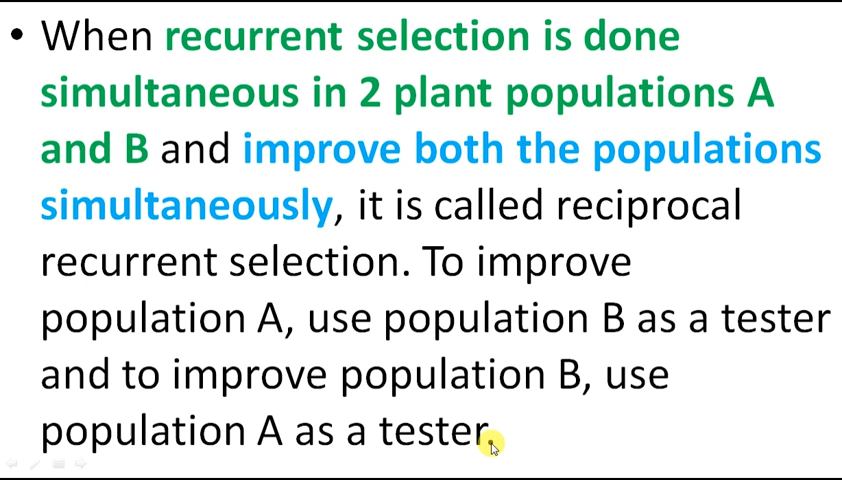 • When recurrent selection is done
simultaneous in 2 plant populations A
and B and improve both the populations
simultaneously, it is called reciprocal
recurrent selection. To improve
population A, use population B as a tester
and to improve population B, use
population A as a tester.